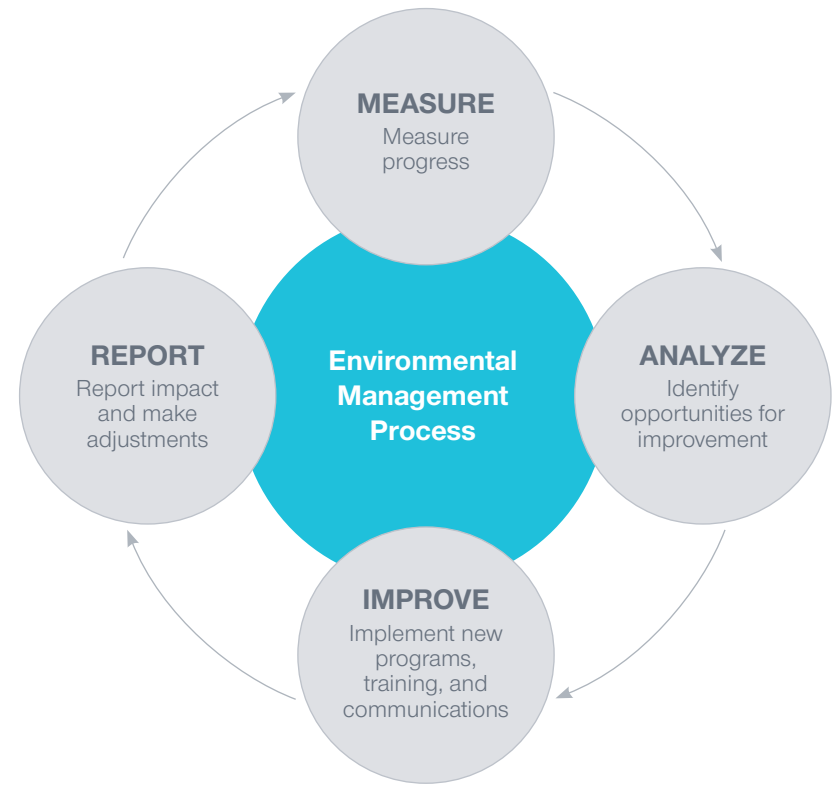 MEASURE
Measure
progress
REPORT
Report impact
and make
adjustments
Environmental
Management
Process
ANALYZE
Identify
opportunities for
improvement
IMPROVE
Implement new
programs,
training, and
communications